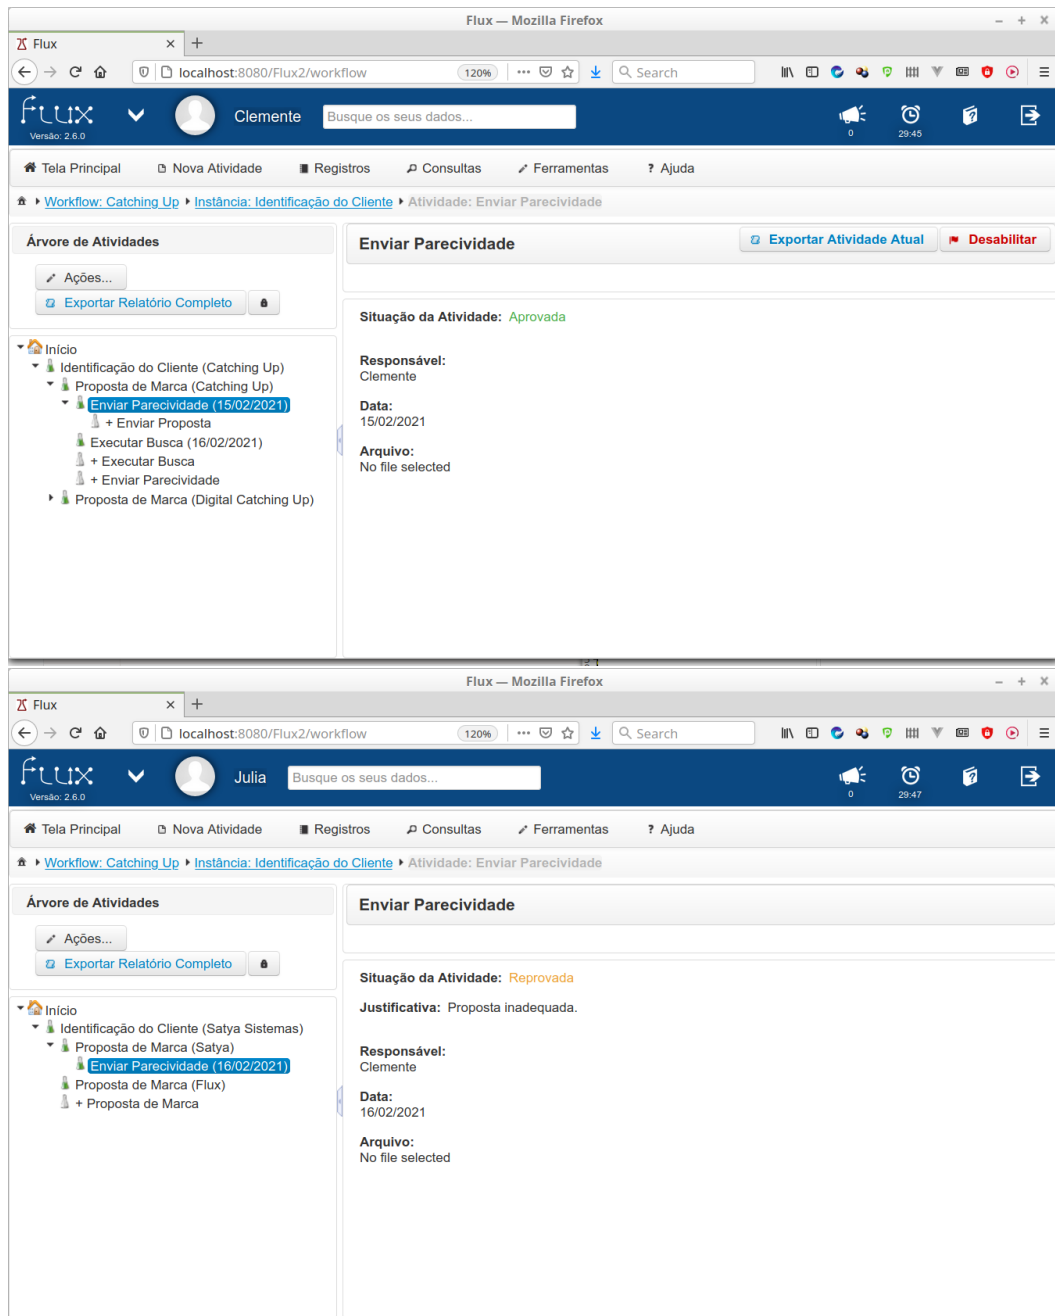 Flux — Mozilla Firefox
Flux
localhost:8080/Flux2/workflow 120% Search
flux Clemente Busque os seus dados...
Versão: 2.6.0 0 29:45
Tela Principal Nova Atividade Registros Consultas Ferramentas ? Ajuda
Workflow: Catching Up Instância: Identificação do Cliente Atividade: Enviar Parecividade
Árvore de Atividades
Ações...
Exportar Relatório Completo
Início
Identificação do Cliente (Catching Up)
Proposta de Marca (Catching Up)
Enviar Parecividade (15/02/2021)
+ Enviar Proposta
Executar Busca (16/02/2021)
+ Executar Busca
+ Enviar Parecividade
Proposta de Marca (Digital Catching Up)
Enviar Parecividade Exportar Atividade Atual Desabilitar
Situação da Atividade: Aprovada
Responsável:
Clemente
Data:
15/02/2021
Arquivo:
No file selected
Flux — Mozilla Firefox
Flux
localhost:8080/Flux2/workflow 120% Search
flux Julia Busque os seus dados...
Versão: 2.6.0 0 29:47
Tela Principal Nova Atividade Registros Consultas Ferramentas ? Ajuda
Workflow: Catching Up Instância: Identificação do Cliente Atividade: Enviar Parecividade
Árvore de Atividades
Ações...
Exportar Relatório Completo
Início
Identificação do Cliente (Satya Sistemas)
Proposta de Marca (Satya)
Enviar Parecividade (16/02/2021)
Proposta de Marca (Flux)
+ Proposta de Marca
Enviar Parecividade
Situação da Atividade: Reprovada
Justificativa: Proposta inadequada.
Responsável:
Clemente
Data:
16/02/2021
Arquivo:
No file selected